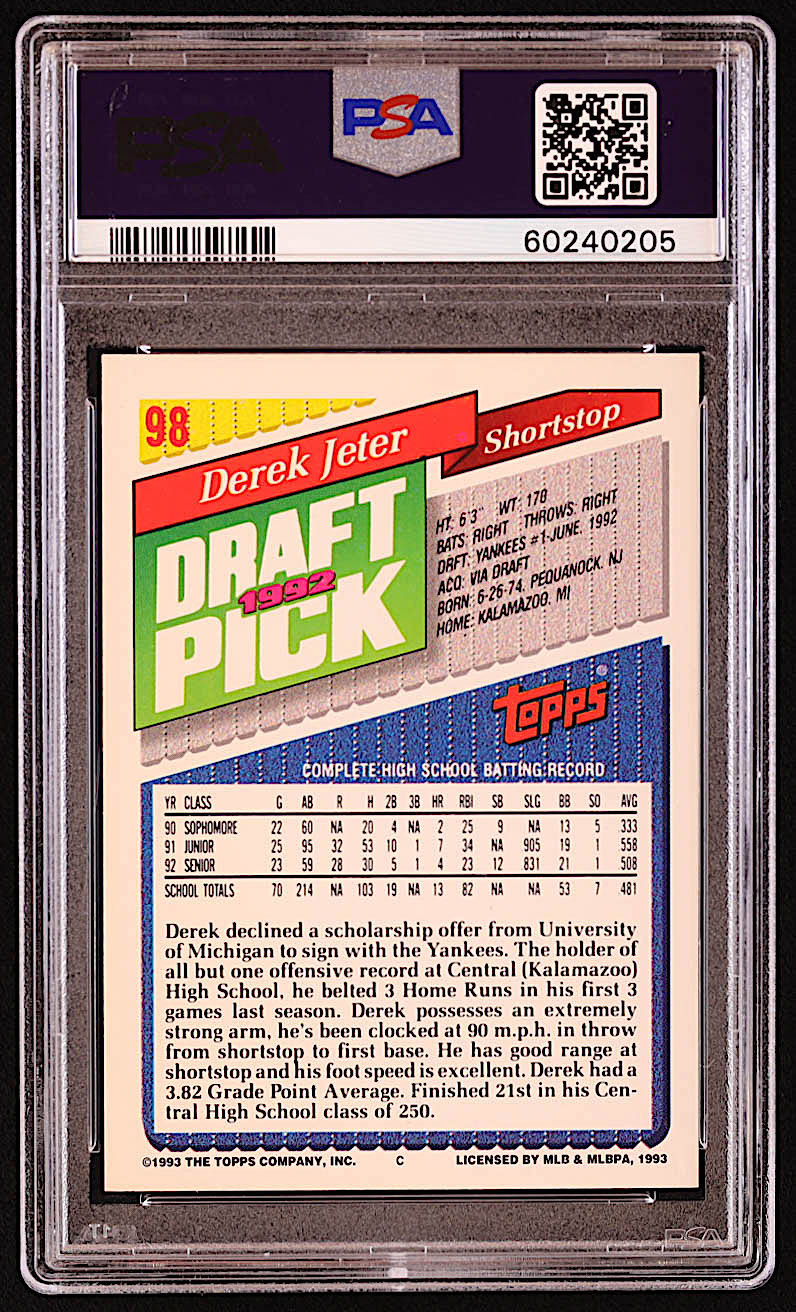 PSA
PSA
60240205
98
Derek Jeter
Shortstop
DRAFT
1992
PICK
HT: 6'3" WT: 170
BATS: RIGHT THROWS: RIGHT
DRFT: YANKEES #1-JUNE, 1992
ACQ: VIA DRAFT
BORN: 6-26-74, PEQUANOCK, NJ
HOME: KALAMAZOO, MI
TOPPS®
COMPLETE HIGH SCHOOL BATTING RECORD
YR CLASS G AB R H 2B 3B HR RBI SB SLG BB SO AVG
90 SOPHOMORE 22 60 NA 20 4 NA 2 25 9 NA 13 5 333
91 JUNIOR 25 95 32 53 10 1 7 34 NA 905 19 1 558
92 SENIOR 23 59 28 30 5 1 4 23 12 831 21 1 508
SCHOOL TOTALS 70 214 NA 103 19 NA 13 82 NA NA 53 7 481
Derek declined a scholarship offer from University
of Michigan to sign with the Yankees. The holder of
all but one offensive record at Central (Kalamazoo)
High School, he belted 3 Home Runs in his first 3
games last season. Derek possesses an extremely
strong arm, he's been clocked at 90 m.p.h. in throw
from shortstop to first base. He has good range at
shortstop and his foot speed is excellent. Derek had a
3.82 Grade Point Average. Finished 21st in his Cen-
tral High School class of 250.
©1993 THE TOPPS COMPANY, INC. C LICENSED BY MLB & MLBPA, 1993
PSA